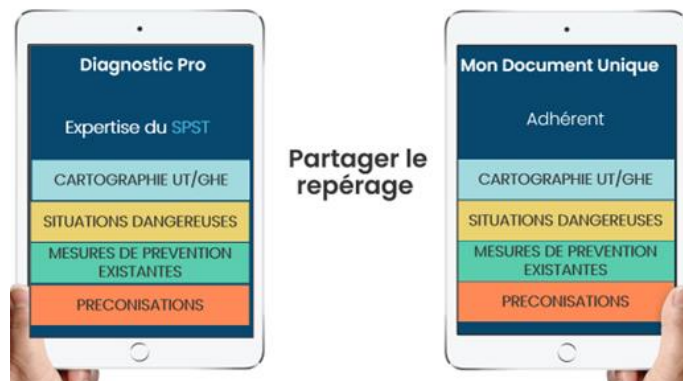 Diagnostic Pro
Expertise du SPST
CARTOGRAPHIE UT/GHE
SITUATIONS DANGEREUSES
MESURES DE PREVENTION
EXISTANTES
PRECONISATIONS
Partager le
repérage
Mon Document Unique
Adhérent
CARTOGRAPHIE UT/GHE
SITUATIONS DANGEREUSES
MESURES DE PREVENTION
EXISTANTES
PRECONISATIONS